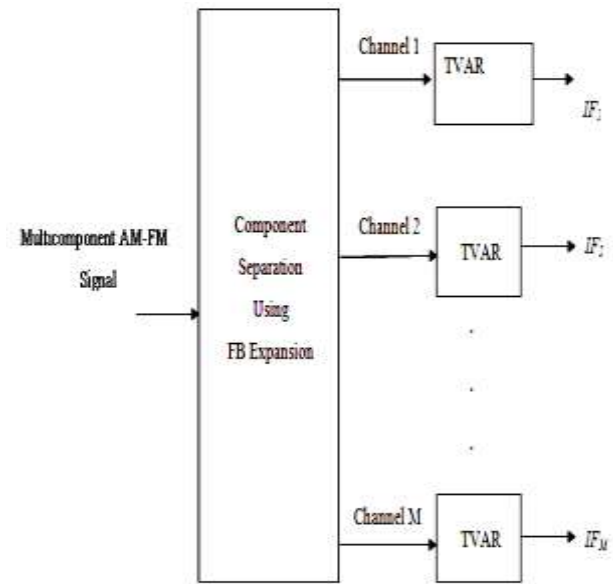 Channel 1
TVAR
IF1
Multicomponent AM-FM
Signal
Component
Separation
Using
FB Expansion
Channel 2
TVAR
IF2
Channel M
TVAR
IFM